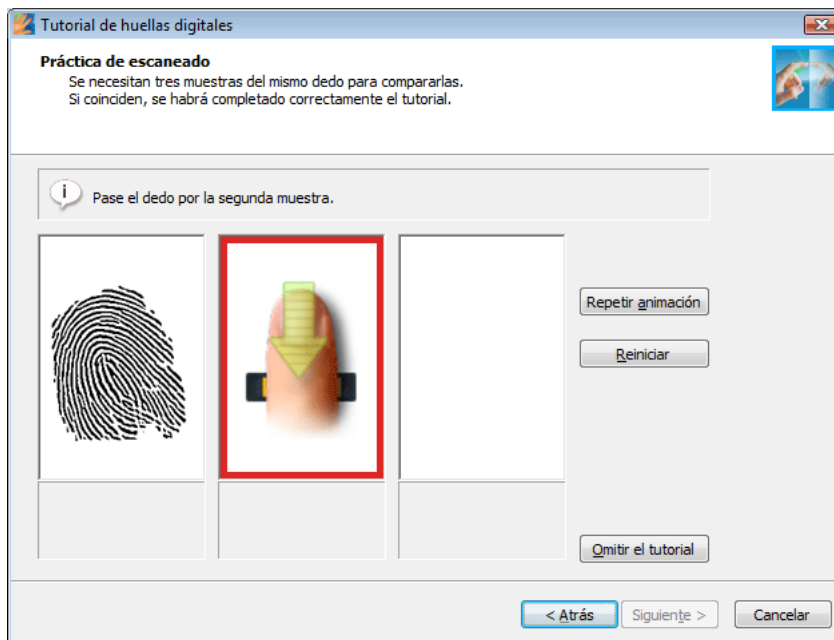 Tutorial de huellas digitales
Práctica de escaneado
Se necesitan tres muestras del mismo dedo para compararlas.
Si coinciden, se habrá completado correctamente el tutorial.
Pase el dedo por la segunda muestra.
Repetir animación
Reiniciar
Omitir el tutorial
< Atrás
Siguiente >
Cancelar